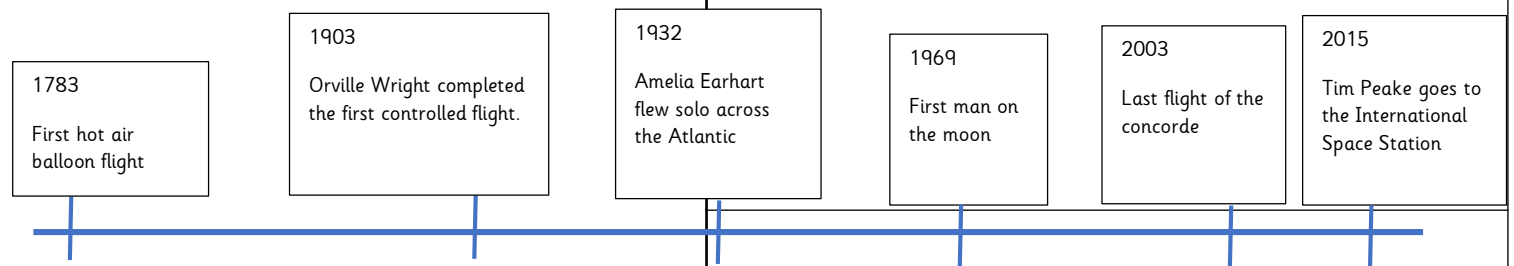 1783
First hot air
balloon flight
1903
Orville Wright completed
the first controlled flight.
1932
Amelia Earhart
flew solo across
the Atlantic
1969
First man on
the moon
2003
Last flight of the
concorde
2015
Tim Peake goes to
the International
Space Station